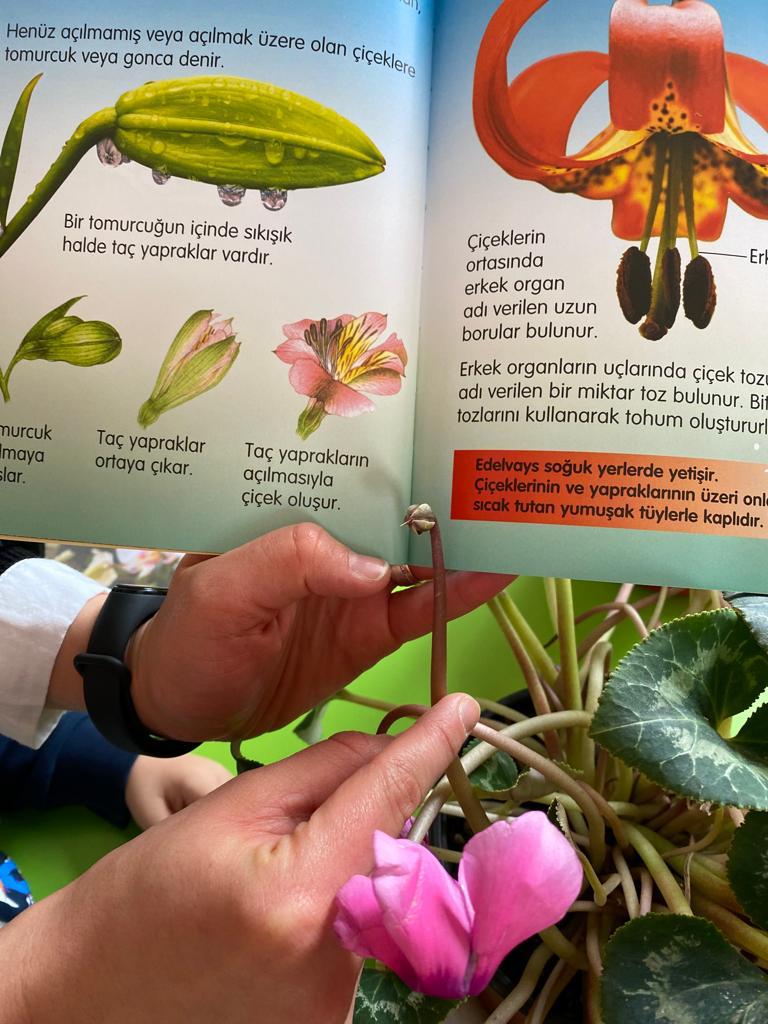 Henüz açılmamış veya açılmak üzere olan çiçeklere
tomurcuk veya gonca denir.
Bir tomurcuğun içinde sıkışık
halde taç yapraklar vardır.
Taç yapraklar
ortaya çıkar.
Taç yaprakların
açılmasıyla
çiçek oluşur.
Çiçeklerin
ortasında
erkek organ
adı verilen uzun
borular bulunur.
Erkek organların uçlarında çiçek
adı verilen bir miktar toz bulunur.
tozlarını kullanarak tohum
Edelvays soğuk yerlerde yetişir.
Çiçeklerinin ve yapraklarının üzeri
sıcak tutan yumuşak tüylerle kaplıdır.